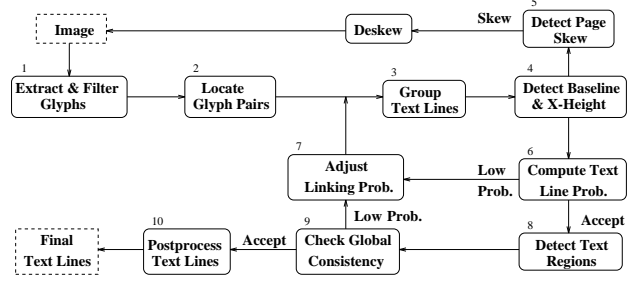 Image
Deskew
Skew
5
Detect Page
Skew
1
Extract & Filter
Glyphs
2
Locate
Glyph Pairs
3
Group
Text Lines
4
Detect Baseline
& X-Height
7
Adjust
Linking Prob.
Low
Prob.
6
Compute Text
Line Prob.
Low Prob.
Accept
Final
Text Lines
10
Postprocess
Text Lines
Accept
9
Check Global
Consistency
8
Detect Text
Regions